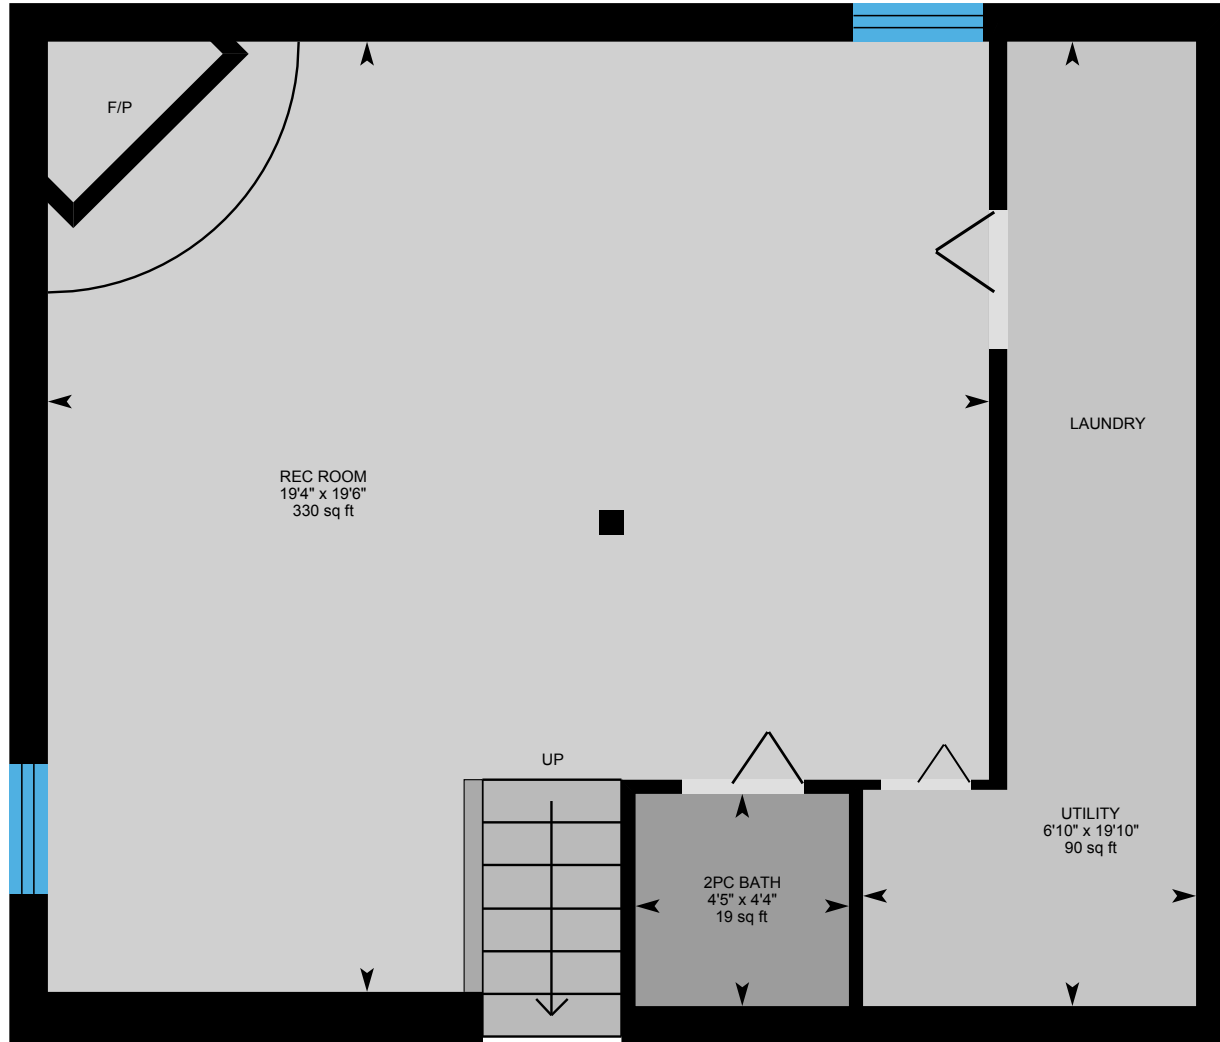 F/P
LAUNDRY
REC ROOM
19'4" x 19'6"
330 sq ft
UP
UTILITY
6'10" x 19'10"
90 sq ft
2PC BATH
4'5" x 4'4"
19 sq ft